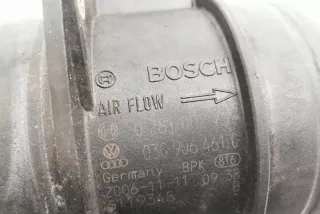 BOSCH
AIR FLOW
03G 906 461 C
Germany BPK 816
2006-11-11 09:38